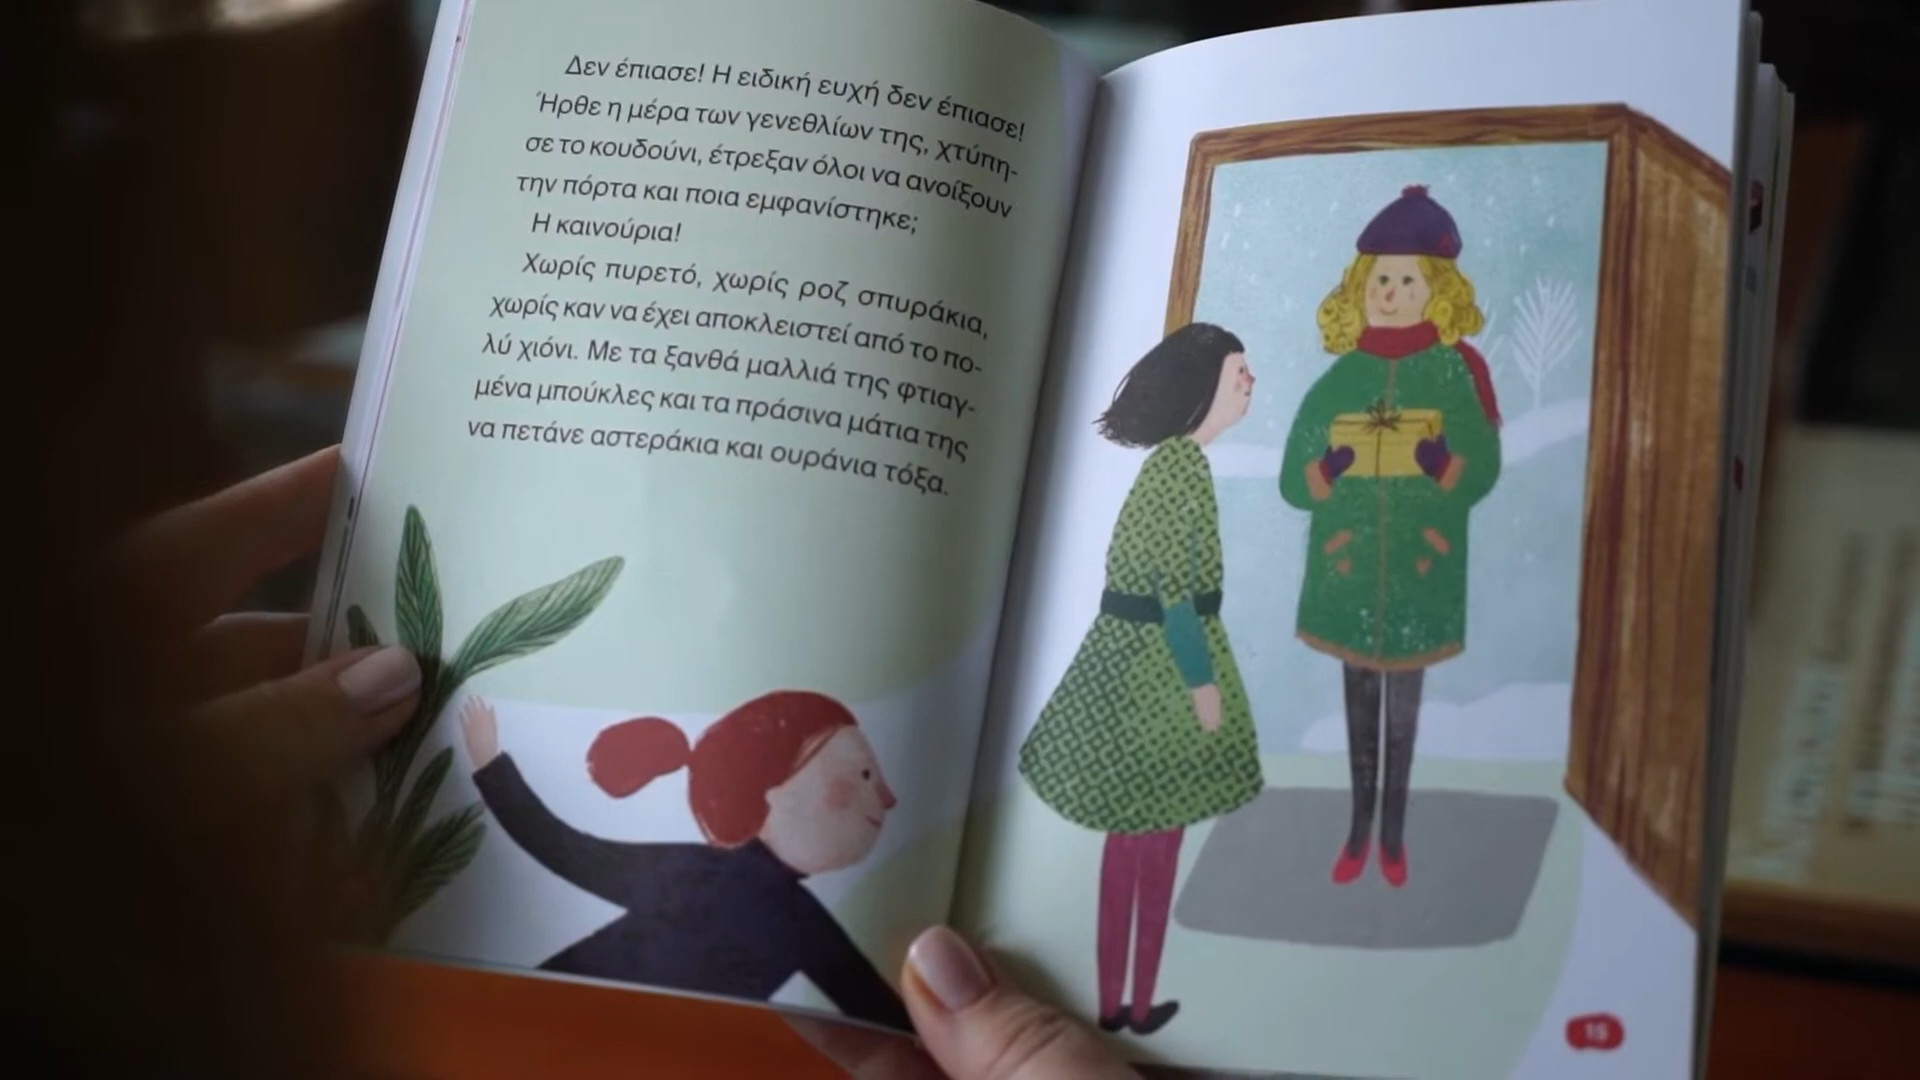 Δεν έπιασε! Η ειδική ευχή δεν έπιασε!
Ήρθε η μέρα των γενεθλίων της, χτύπη-
σε το κουδούνι, έτρεξαν όλοι να ανοίξουν
την πόρτα και ποια εμφανίστηκε;
Η καινούρια!
Χωρίς πυρετό, χωρίς ροζ σπυράκια,
χωρίς καν να έχει αποκλειστεί από το πο-
λύ χιόνι. Με τα ξανθά μαλλιά της φτιαγ-
μένα μπούκλες και τα πράσινα μάτια της
να πετάνε αστεράκια και ουράνια τόξα.
15